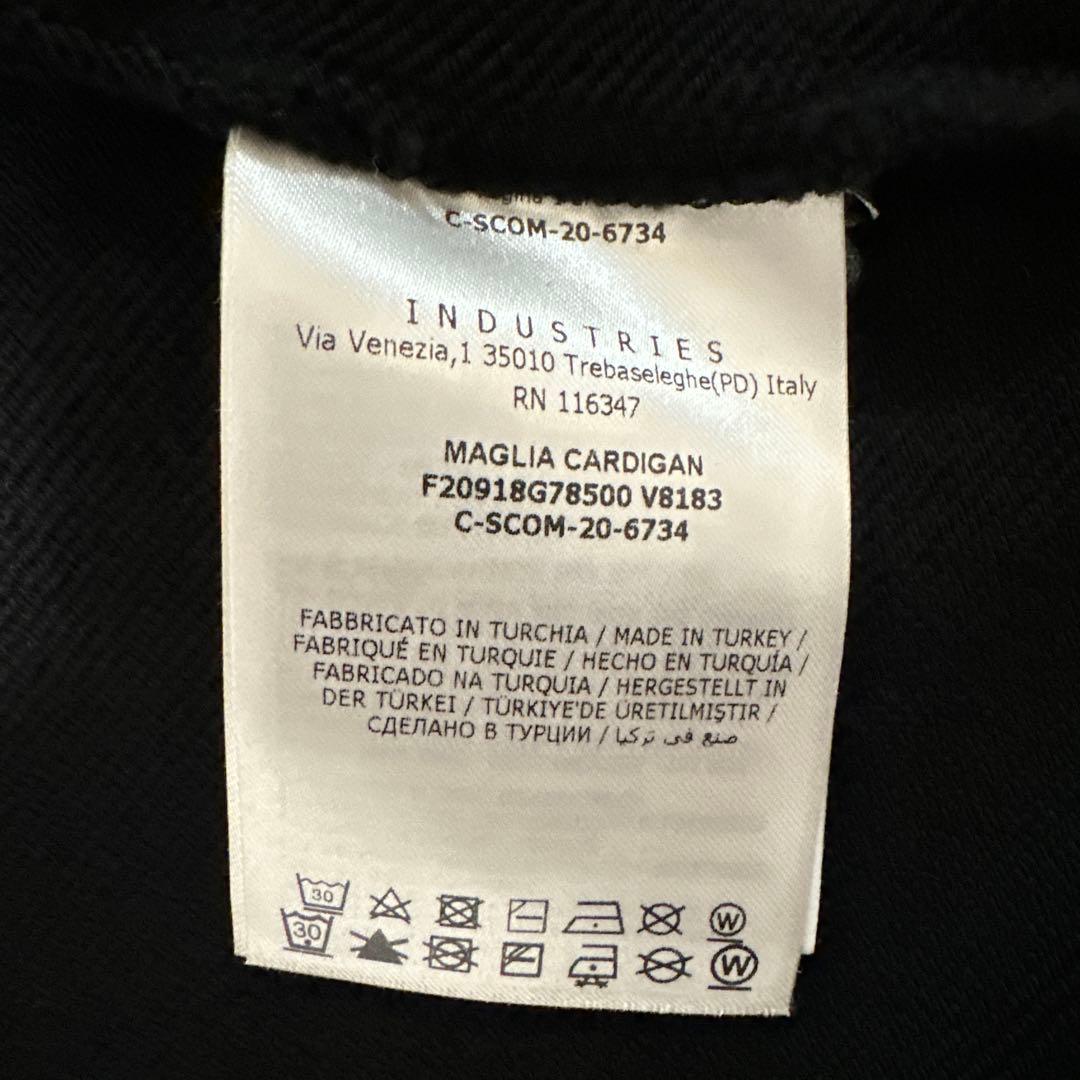 C-SCOM-20-6734
INDUSTRIES
Via Venezia,1 35010 Trebaseleghe(PD) Italy
RN 116347
MAGLIA CARDIGAN
F20918G78500 V8183
C-SCOM-20-6734
FABBRICATO IN TURCHIA / MADE IN TURKEY /
FABRIQUÉ EN TURQUIE / HECHO EN TURQUÍA /
FABRICADO NA TURQUIA / HERGESTELLT IN
DER TÜRKEI / TÜRKIYE'DE ÜRETILMIŞTIR /
СДЕЛАНО В ТУРЦИИ / صنع في تركيا
30 W
30 W